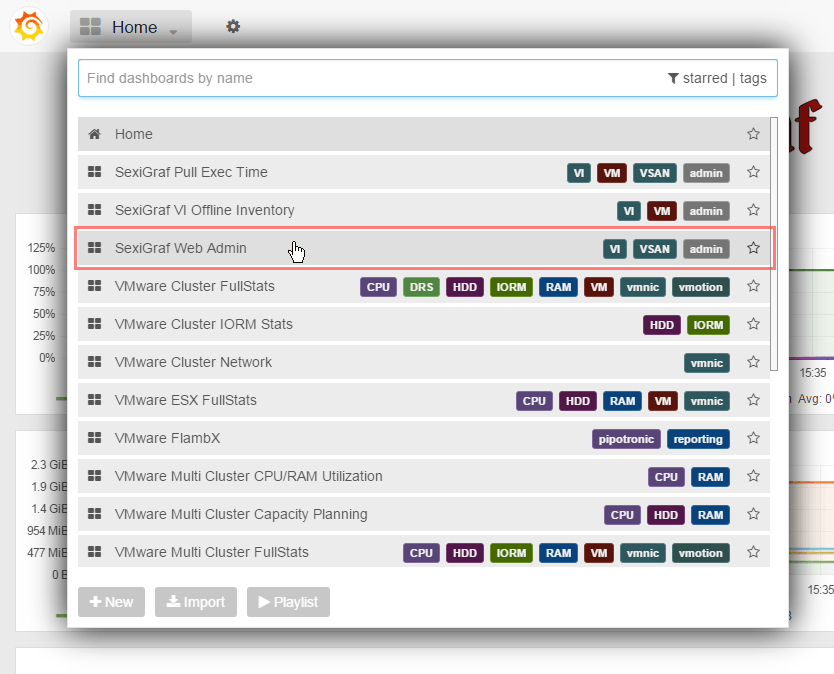 Home
Find dashboards by name starred | tags
Home
SexiGraf Pull Exec Time VI VM VSAN admin
SexiGraf VI Offline Inventory VI VM admin
SexiGraf Web Admin VI VSAN admin
VMware Cluster FullStats CPU DRS HDD IORM RAM VM vmnic vmotion
VMware Cluster IORM Stats HDD IORM
VMware Cluster Network vmnic
VMware ESX FullStats CPU HDD RAM VM vmnic
VMware FlambX pipotronic reporting
VMware Multi Cluster CPU/RAM Utilization CPU RAM
VMware Multi Cluster Capacity Planning CPU HDD RAM
VMware Multi Cluster FullStats CPU HDD IORM RAM VM vmnic vmotion
New Import Playlist
125%
100%
75%
50%
25%
0%
15:35
Avg: 0
2.3 GiB
1.9 GiB
1.4 GiB
954 MiB
477 MiB
0 B
15:35